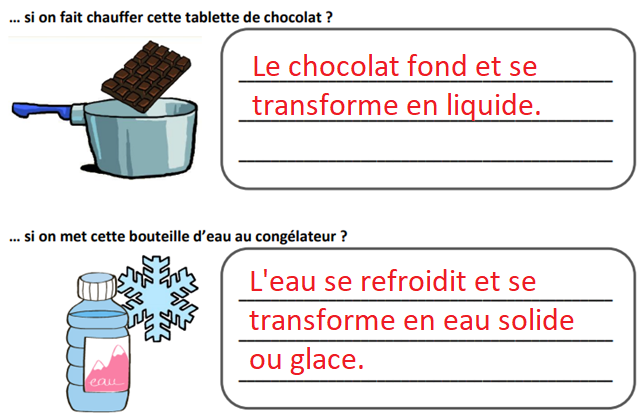 ... si on fait chauffer cette tablette de chocolat ?
Le chocolat fond et se
transforme en liquide.
... si on met cette bouteille d'eau au congélateur ?
L'eau se refroidit et se
transforme en eau solide
ou glace.
eau